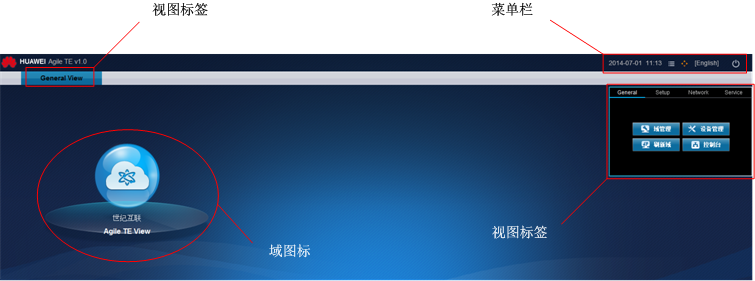 视图标签
菜单栏
HUAWEI Agile TE v1.0
2014-07-01 11:13 [English]
General View
General Setup Network Service
域管理 设备管理
刷新域 控制台
世纪互联
Agile TE View
视图标签
域图标